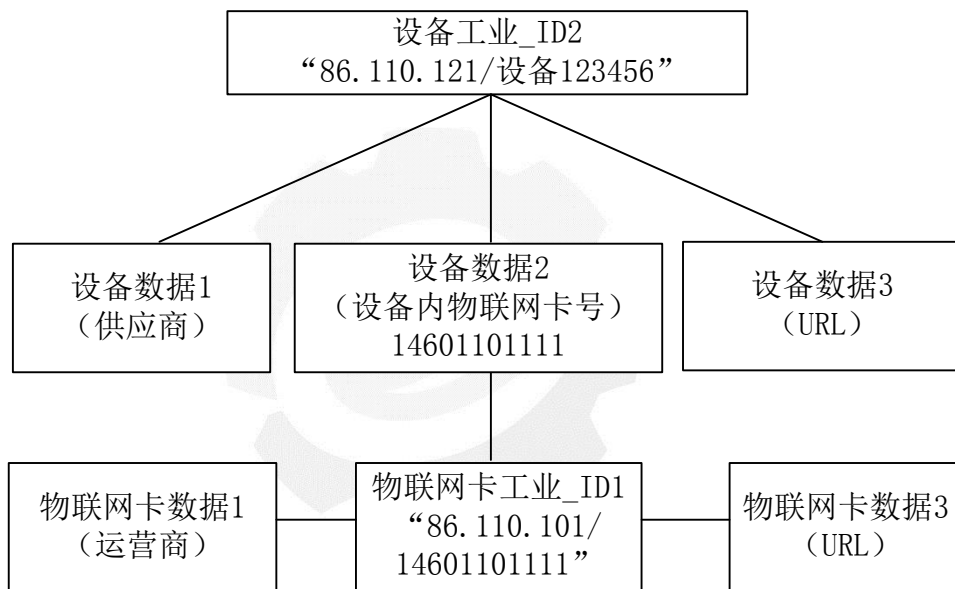 设备工业_ID2
“86.110.121/设备123456”
设备数据1
（供应商）
设备数据2
（设备内物联网卡号）
14601101111
设备数据3
（URL）
物联网卡数据1
（运营商）
物联网卡工业_ID1
“86.110.101/
14601101111”
物联网卡数据3
（URL）